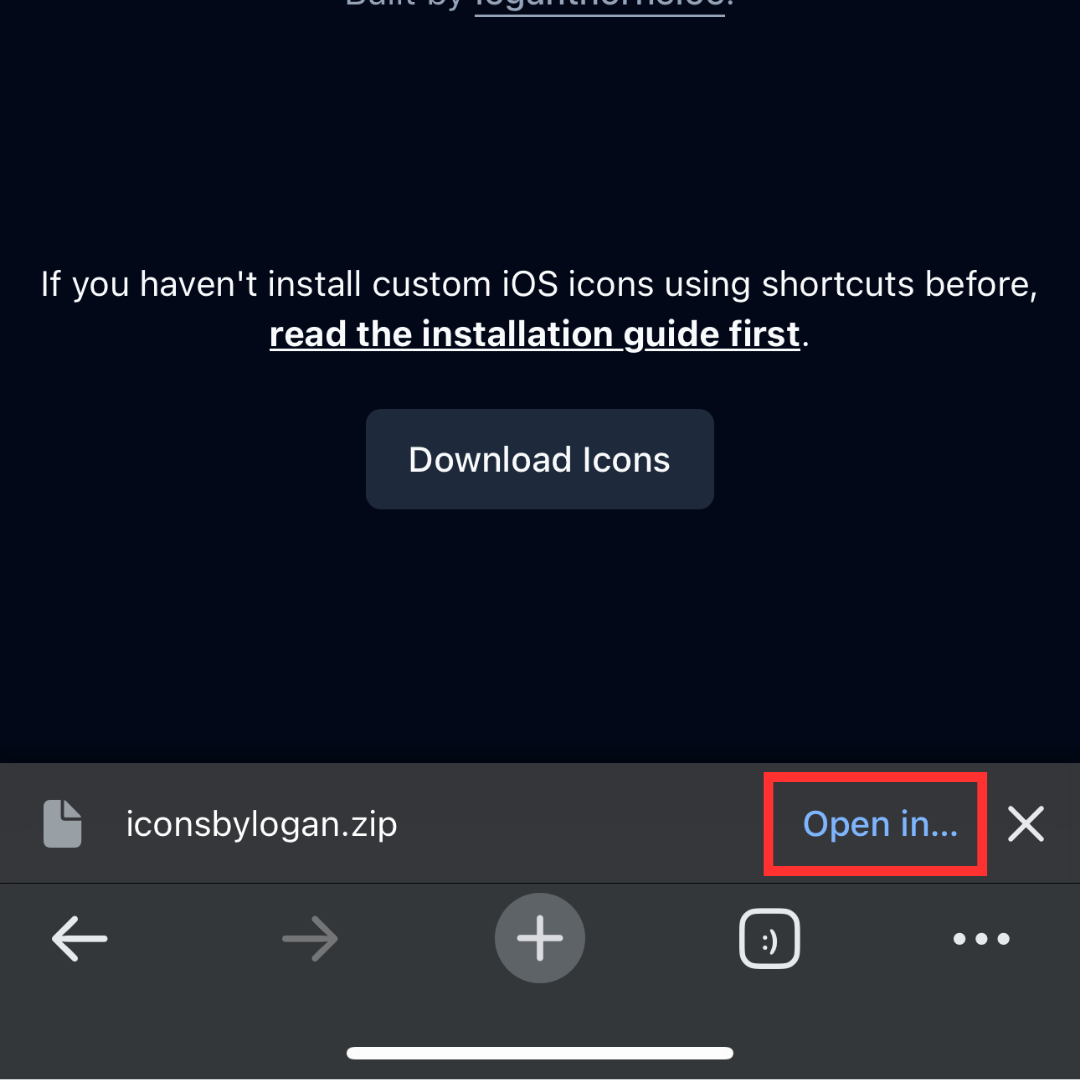 Built by
If you haven't install custom iOS icons using shortcuts before,
read the installation guide first.
Download Icons
iconsbylogan.zip
Open in...
:)